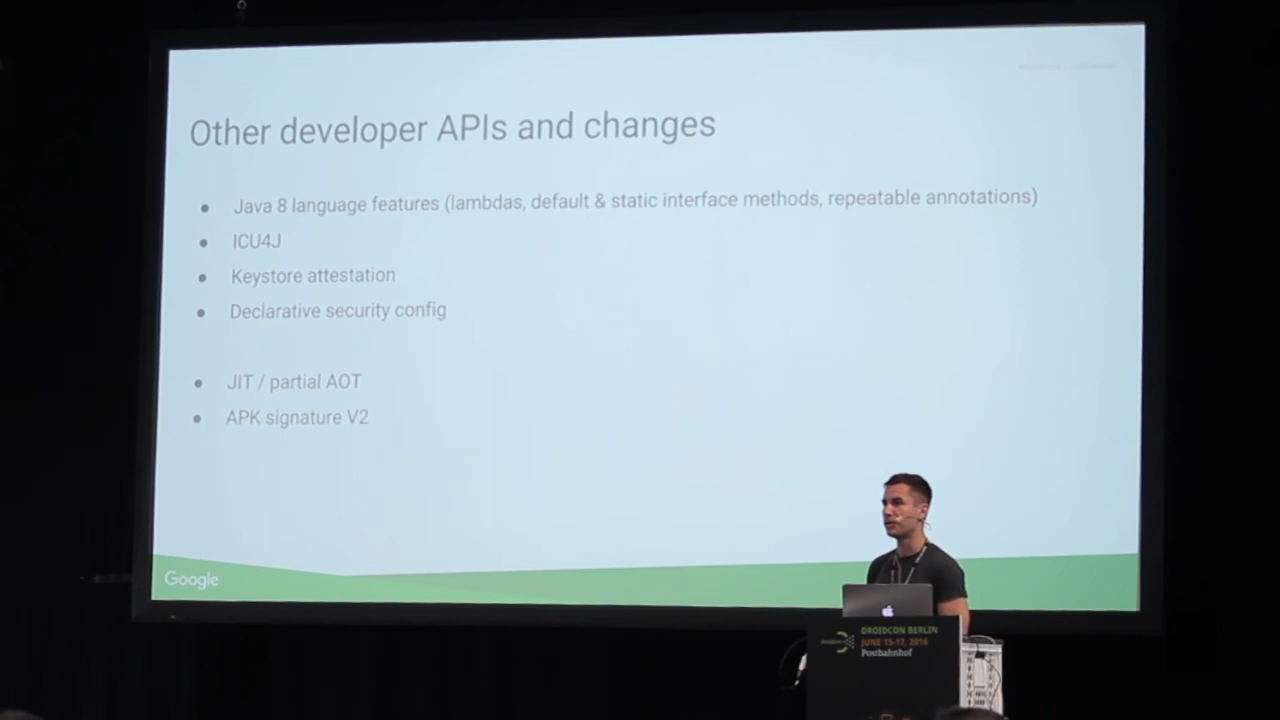 Other developer APIs and changes
● Java 8 language features (lambdas, default & static interface methods, repeatable annotations)
● ICU4J
● Keystore attestation
● Declarative security config
● JIT / partial AOT
● APK signature V2
Google
DROIDCON BERLIN
JUNE 15-17, 2016
Postbahnhof